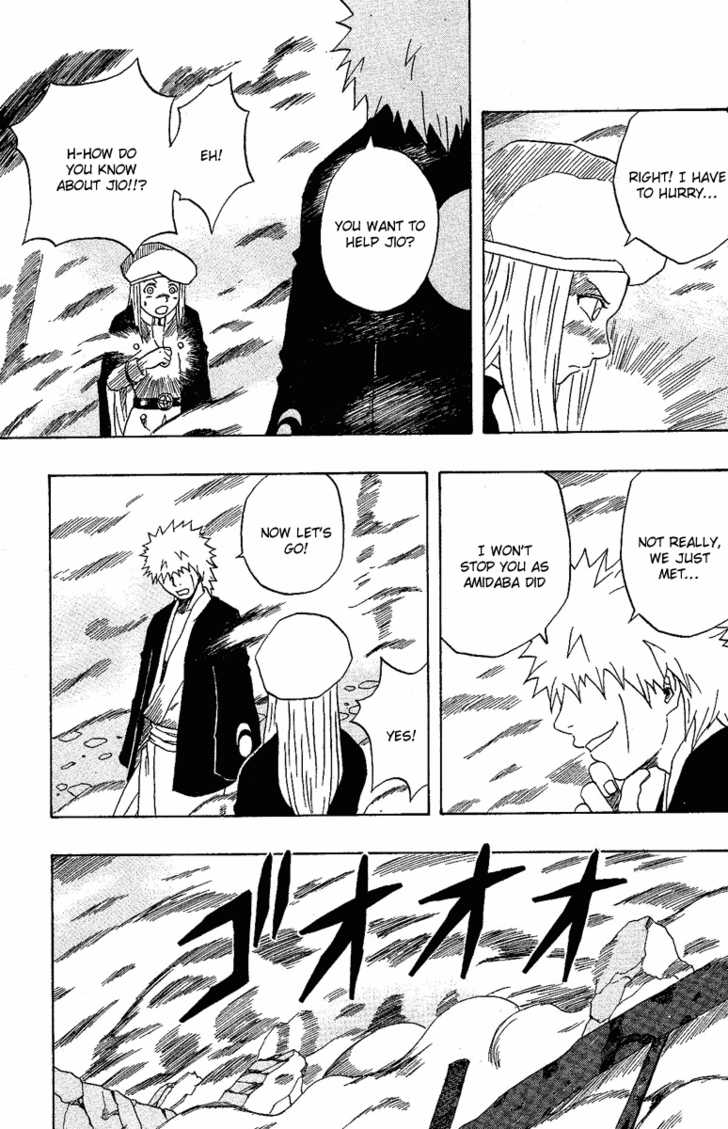 RIGHT! I HAVE
TO HURRY...
YOU WANT TO
HELP JIO?
EH!
H-HOW DO
YOU KNOW
ABOUT JIO!!?
NOT REALLY,
WE JUST
MET...
I WON'T
STOP YOU AS
AMIDABA DID
NOW LET'S
GO!
YES!
ゴオオオ